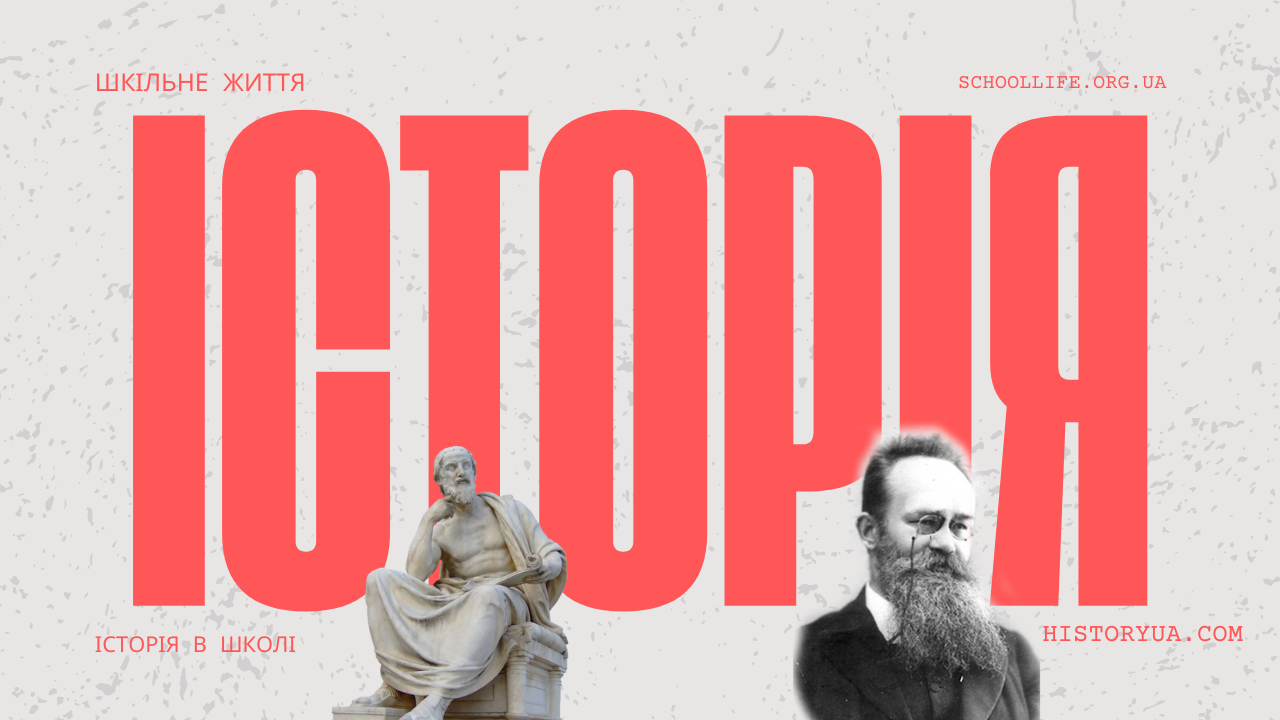 ШКІЛЬНЕ ЖИТТЯ
SCHOOLLIFE.ORG.UA
ІСТОРІЯ
ІСТОРІЯ В ШКОЛІ
HISTORYUA.COM